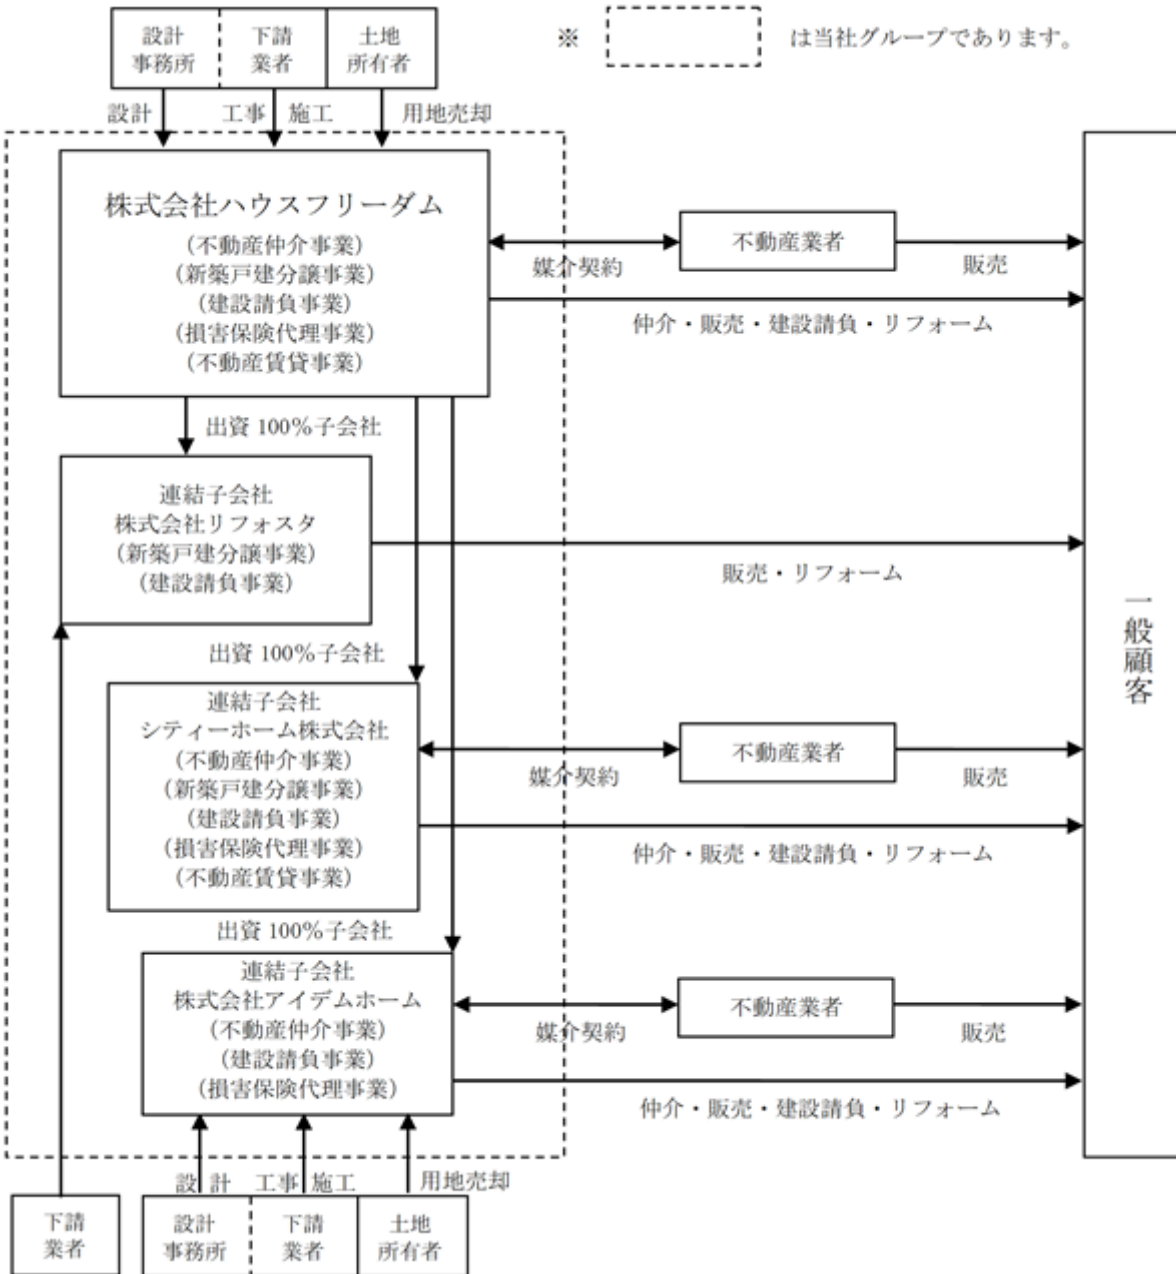 設計
事務所
下請
業者
土地
所有者
※
は当社グループであります。
設計
工事 施工
用地売却
株式会社ハウスフリーダム
(不動産仲介事業)
(新築戸建分譲事業)
(建設請負事業)
(損害保険代理事業)
(不動産賃貸事業)
媒介契約
不動産業者
販売
仲介・販売・建設請負・リフォーム
出資 100%子会社
連結子会社
株式会社リフォスタ
(新築戸建分譲事業)
(建設請負事業)
販売・リフォーム
一般顧客
出資 100%子会社
連結子会社
シティーホーム株式会社
(不動産仲介事業)
(新築戸建分譲事業)
(建設請負事業)
(損害保険代理事業)
(不動産賃貸事業)
媒介契約
不動産業者
販売
仲介・販売・建設請負・リフォーム
出資 100%子会社
連結子会社
株式会社アイデムホーム
(不動産仲介事業)
(建設請負事業)
(損害保険代理事業)
媒介契約
不動産業者
販売
仲介・販売・建設請負・リフォーム
設計
工事 施工
用地売却
下請
業者
設計
事務所
下請
業者
土地
所有者